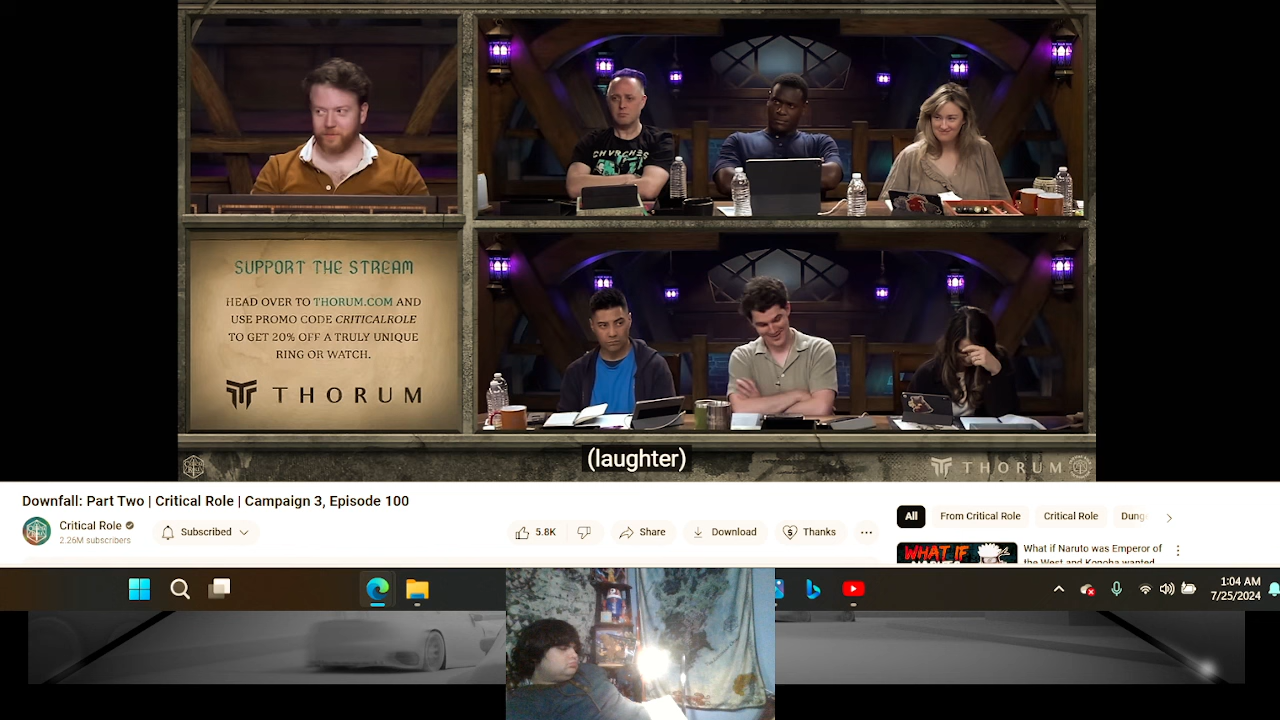 CHVRCHES
SUPPORT THE STREAM
HEAD OVER TO THORUM.COM AND
USE PROMO CODE CRITICALROLE
TO GET 20% OFF A TRULY UNIQUE
RING OR WATCH.
THORUM
(laughter)
THORUM
Downfall: Part Two | Critical Role | Campaign 3, Episode 100
Critical Role
2.26M subscribers
Subscribed
5.8K
Share
Download
Thanks
All
From Critical Role
Critical Role
Dung
WHAT IF
What if Naruto was Emperor of
the West and Konoha wanted
1:04 AM
7/25/2024